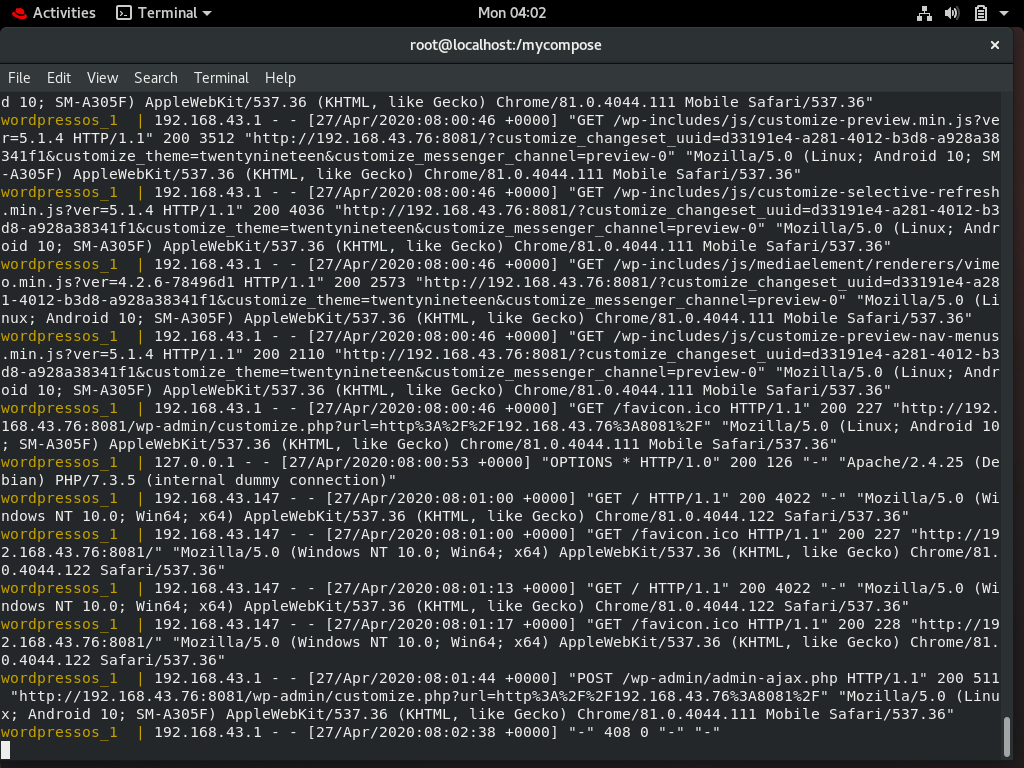 Activities Terminal Mon 04:02
root@localhost:/mycompose ×
File Edit View Search Terminal Help
d 10; SM-A305F) AppleWebKit/537.36 (KHTML, like Gecko) Chrome/81.0.4044.111 Mobile Safari/537.36"
wordpressos_1  | 192.168.43.1 - - [27/Apr/2020:08:00:46 +0000] "GET /wp-includes/js/customize-preview.min.js?ve
r=5.1.4 HTTP/1.1" 200 3512 "http://192.168.43.76:8081/?customize_changeset_uuid=d33191e4-a281-4012-b3d8-a928a38
341f1&customize_theme=twentynineteen&customize_messenger_channel=preview-0" "Mozilla/5.0 (Linux; Android 10; SM
-A305F) AppleWebKit/537.36 (KHTML, like Gecko) Chrome/81.0.4044.111 Mobile Safari/537.36"
wordpressos_1  | 192.168.43.1 - - [27/Apr/2020:08:00:46 +0000] "GET /wp-includes/js/customize-selective-refresh
.min.js?ver=5.1.4 HTTP/1.1" 200 4036 "http://192.168.43.76:8081/?customize_changeset_uuid=d33191e4-a281-4012-b3
d8-a928a38341f1&customize_theme=twentynineteen&customize_messenger_channel=preview-0" "Mozilla/5.0 (Linux; Andr
oid 10; SM-A305F) AppleWebKit/537.36 (KHTML, like Gecko) Chrome/81.0.4044.111 Mobile Safari/537.36"
wordpressos_1  | 192.168.43.1 - - [27/Apr/2020:08:00:46 +0000] "GET /wp-includes/js/mediaelement/renderers/vime
o.min.js?ver=4.2.6-78496d1 HTTP/1.1" 200 2573 "http://192.168.43.76:8081/?customize_changeset_uuid=d33191e4-a28
1-4012-b3d8-a928a38341f1&customize_theme=twentynineteen&customize_messenger_channel=preview-0" "Mozilla/5.0 (Li
nux; Android 10; SM-A305F) AppleWebKit/537.36 (KHTML, like Gecko) Chrome/81.0.4044.111 Mobile Safari/537.36"
wordpressos_1  | 192.168.43.1 - - [27/Apr/2020:08:00:46 +0000] "GET /wp-includes/js/customize-preview-nav-menus
.min.js?ver=5.1.4 HTTP/1.1" 200 2110 "http://192.168.43.76:8081/?customize_changeset_uuid=d33191e4-a281-4012-b3
d8-a928a38341f1&customize_theme=twentynineteen&customize_messenger_channel=preview-0" "Mozilla/5.0 (Linux; Andr
oid 10; SM-A305F) AppleWebKit/537.36 (KHTML, like Gecko) Chrome/81.0.4044.111 Mobile Safari/537.36"
wordpressos_1  | 192.168.43.1 - - [27/Apr/2020:08:00:46 +0000] "GET /favicon.ico HTTP/1.1" 200 227 "http://192.
168.43.76:8081/wp-admin/customize.php?url=http%3A%2F%2F192.168.43.76%3A8081%2F" "Mozilla/5.0 (Linux; Android 10
; SM-A305F) AppleWebKit/537.36 (KHTML, like Gecko) Chrome/81.0.4044.111 Mobile Safari/537.36"
wordpressos_1  | 127.0.0.1 - - [27/Apr/2020:08:00:53 +0000] "OPTIONS * HTTP/1.0" 200 126 "-" "Apache/2.4.25 (De
bian) PHP/7.3.5 (internal dummy connection)"
wordpressos_1  | 192.168.43.147 - - [27/Apr/2020:08:01:00 +0000] "GET / HTTP/1.1" 200 4022 "-" "Mozilla/5.0 (Wi
ndows NT 10.0; Win64; x64) AppleWebKit/537.36 (KHTML, like Gecko) Chrome/81.0.4044.122 Safari/537.36"
wordpressos_1  | 192.168.43.147 - - [27/Apr/2020:08:01:00 +0000] "GET /favicon.ico HTTP/1.1" 200 227 "http://19
2.168.43.76:8081/" "Mozilla/5.0 (Windows NT 10.0; Win64; x64) AppleWebKit/537.36 (KHTML, like Gecko) Chrome/81.
0.4044.122 Safari/537.36"
wordpressos_1  | 192.168.43.147 - - [27/Apr/2020:08:01:13 +0000] "GET / HTTP/1.1" 200 4022 "-" "Mozilla/5.0 (Wi
ndows NT 10.0; Win64; x64) AppleWebKit/537.36 (KHTML, like Gecko) Chrome/81.0.4044.122 Safari/537.36"
wordpressos_1  | 192.168.43.147 - - [27/Apr/2020:08:01:17 +0000] "GET /favicon.ico HTTP/1.1" 200 228 "http://19
2.168.43.76:8081/" "Mozilla/5.0 (Windows NT 10.0; Win64; x64) AppleWebKit/537.36 (KHTML, like Gecko) Chrome/81.
0.4044.122 Safari/537.36"
wordpressos_1  | 192.168.43.1 - - [27/Apr/2020:08:01:44 +0000] "POST /wp-admin/admin-ajax.php HTTP/1.1" 200 511
 "http://192.168.43.76:8081/wp-admin/customize.php?url=http%3A%2F%2F192.168.43.76%3A8081%2F" "Mozilla/5.0 (Linu
x; Android 10; SM-A305F) AppleWebKit/537.36 (KHTML, like Gecko) Chrome/81.0.4044.111 Mobile Safari/537.36"
wordpressos_1  | 192.168.43.1 - - [27/Apr/2020:08:02:38 +0000] "-" 408 0 "-" "-"